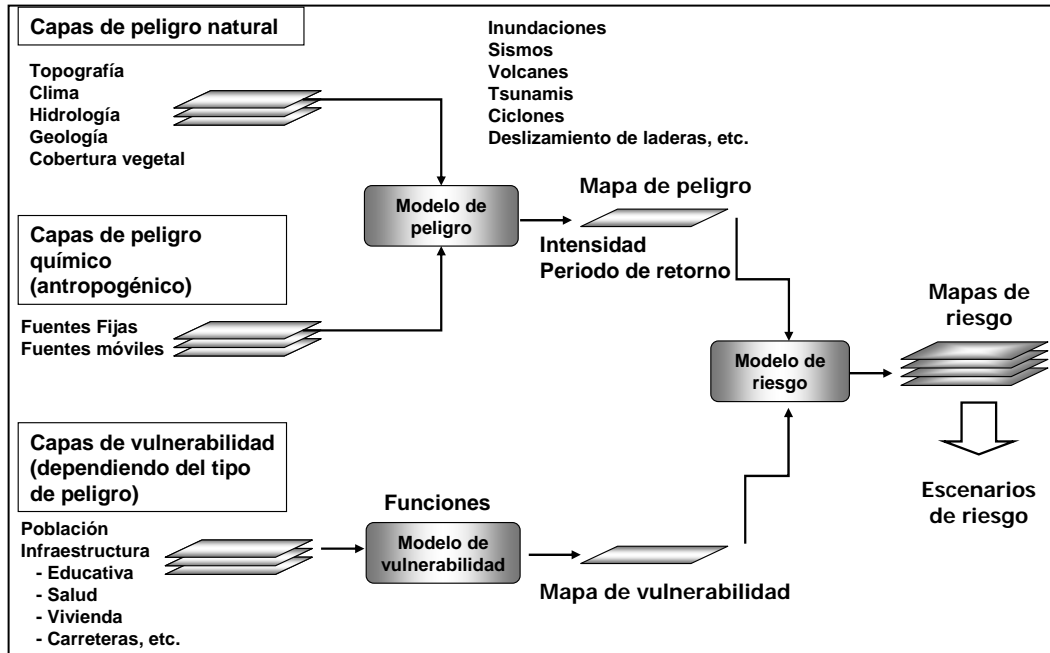 Capas de peligro natural
Topografía
Clima
Hidrología
Geología
Cobertura vegetal
Inundaciones
Sismos
Volcanes
Tsunamis
Ciclones
Deslizamiento de laderas, etc.
Modelo de
peligro
Mapa de peligro
Intensidad
Periodo de retorno
Capas de peligro
químico
(antropogénico)
Fuentes Fijas
Fuentes móviles
Modelo de
riesgo
Mapas de
riesgo
Escenarios
de riesgo
Capas de vulnerabilidad
(dependiendo del tipo
de peligro)
Población
Infraestructura
- Educativa
- Salud
- Vivienda
- Carreteras, etc.
Funciones
Modelo de
vulnerabilidad
Mapa de vulnerabilidad